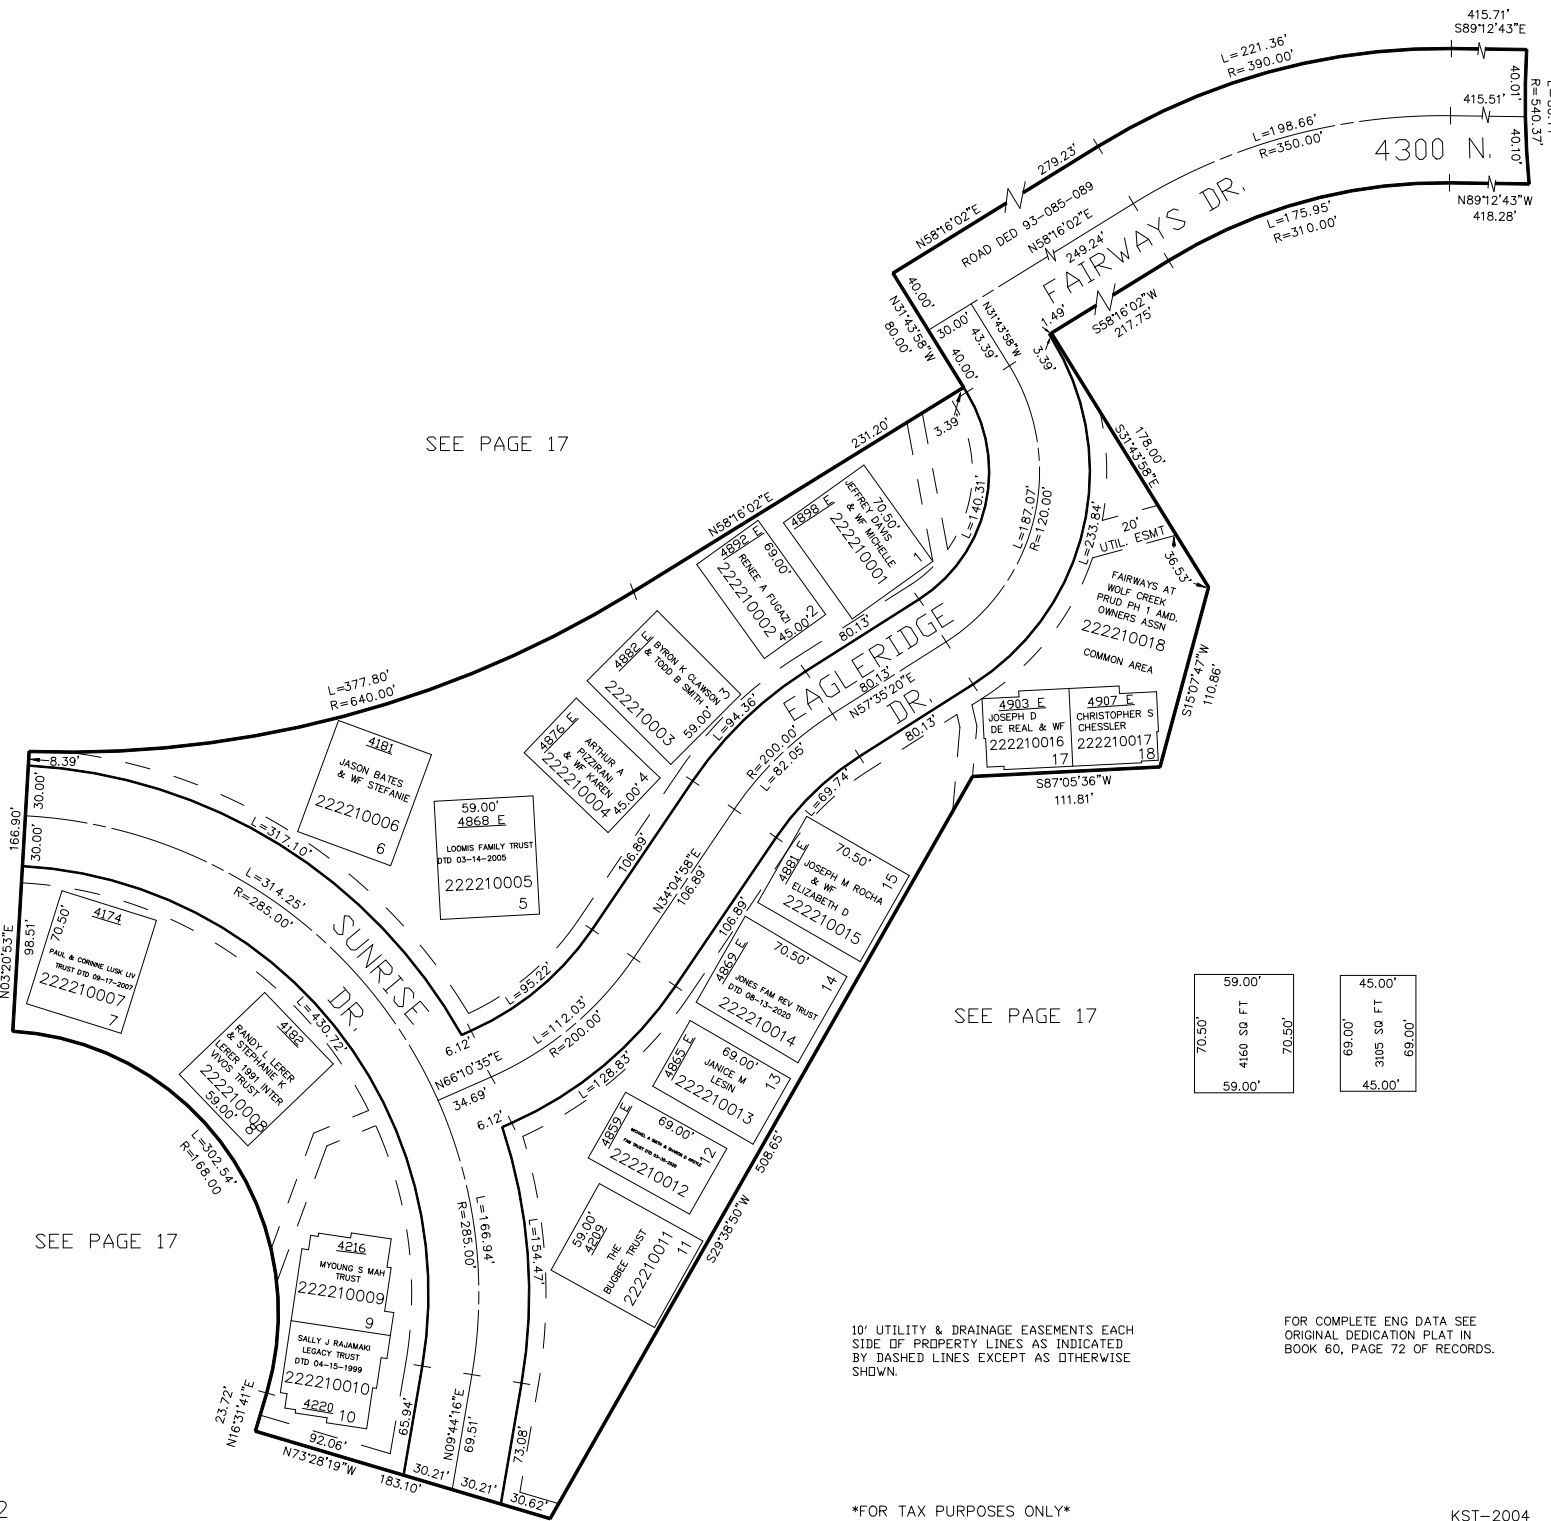 415.71'
S89°12'43"E
L=221.36'
R=390.00'
40.01'
R=540.37'
415.51'
L=198.66'
R=350.00'
4300 N.
40.10'
279.23'
N89°12'43"W
418.28'
L=175.95'
R=310.00'
N58°16'02"E
ROAD DED 93-085-089
N58°16'02"E
249.24'
FAIRWAYS DR.
S58°16'02"W
217.75'
1.49'
3.39'
40.00'
N31°43'58"W
80.00'
30.00'
N31°43'58"W
43.39'
40.00'
SEE PAGE 17
231.20'
3.39'
178.00'
S31°43'58"E
N58°16'02"E
L=140.31'
L=187.07'
R=120.00'
L=233.84'
20'
UTIL. ESMT
36.53'
4898 E
JEFFREY DAVIS
& WF MICHELLE
70.50'
222210001
1
4892 E
69.00'
RENEE A FUGAZI
222210002
45.00'
2
FAIRWAYS AT
WOLF CREEK
PRUD PH 1 AMD.
OWNERS ASSN
222210018
COMMON AREA
S15°07'47"W
110.86'
80.13'
EAGLERIDGE
DR.
80.13'
N57°35'20"E
80.13'
4882 E
BYRON K CLAWSON
& TODD B SMITH
222210003
59.00'
3
L=94.36'
L=377.80'
R=640.00'
4876 E
ARTHUR A
PIZZIRANI
& WF KAREN
222210004
45.00'
4
R=200.00'
L=82.05'
L=69.74'
4903 E
JOSEPH D
DE REAL & WF
222210016
17
4907 E
CHRISTOPHER S
CHESSLER
222210017
18
S87°05'36"W
111.81'
8.39'
30.00'
166.90'
30.00'
4181
JASON BATES
& WF STEFANIE
222210006
6
59.00'
4868 E
LOOMIS FAMILY TRUST
DTD 03-14-2005
222210005
5
L=317.10'
L=314.25'
R=285.00'
106.89'
N34°04'58"E
106.89'
106.89'
4881 E
70.50'
JOSEPH M ROCHA
& WF
ELIZABETH D
222210015
15
SUNRISE
DR.
N03°20'53"E
98.51'
70.50'
4174
PAUL & CORINNE LUSK LIV
TRUST DTD 09-17-2007
222210007
7
L=430.72'
L=95.22'
L=112.03'
R=200.00'
L=128.83'
4869 E
70.50'
JONES FAM REV TRUST
DTD 08-13-2020
222210014
14
4182
RANDY L LERER
& STEPHANIE K
LERER 1991 INTER
VIVOS TRUST
222210008
59.00'
8
6.12'
N66°10'35"E
34.69'
6.12'
4865 E
69.00'
JANICE M
LESIN
222210013
13
SEE PAGE 17
59.00'
70.50'
4160 SQ FT
70.50'
59.00'
45.00'
69.00'
3105 SQ FT
69.00'
45.00'
L=302.54'
R=168.00
4859 E
69.00'
222210012
12
508.65'
S29°38'50"W
SEE PAGE 17
L=166.94'
R=285.00'
L=154.47'
59.00'
4209
THE
BUGBEE TRUST
222210011
11
4216
MYOUNG S MAH
TRUST
222210009
9
SALLY J RAJAMAKI
LEGACY TRUST
DTD 04-15-1999
222210010
4220
10
23.72'
N16°31'41"E
92.06'
N73°28'19"W
183.10'
65.94'
N09°44'16"E
69.51'
73.08'
30.21'
30.21'
30.62'
10' UTILITY & DRAINAGE EASEMENTS EACH
SIDE OF PROPERTY LINES AS INDICATED
BY DASHED LINES EXCEPT AS OTHERWISE
SHOWN.
FOR COMPLETE ENG DATA SEE
ORIGINAL DEDICATION PLAT IN
BOOK 60, PAGE 72 OF RECORDS.
2
*FOR TAX PURPOSES ONLY*
KST-2004